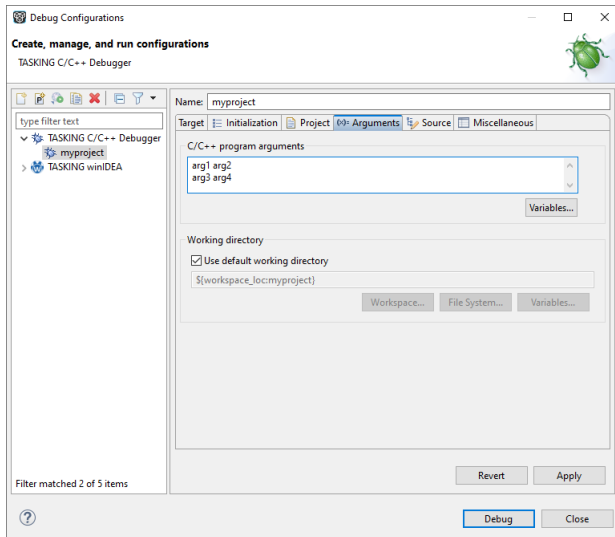 Debug Configurations
Create, manage, and run configurations
TASKING C/C++ Debugger
type filter text
TASKING C/C++ Debugger
myproject
TASKING winIDEA
Filter matched 2 of 5 items
Name: myproject
Target Initialization Project (x)= Arguments Source Miscellaneous
C/C++ program arguments
arg1 arg2
arg3 arg4
Variables...
Working directory
Use default working directory
${workspace_loc:myproject}
Workspace... File System... Variables...
Revert Apply
? Debug Close